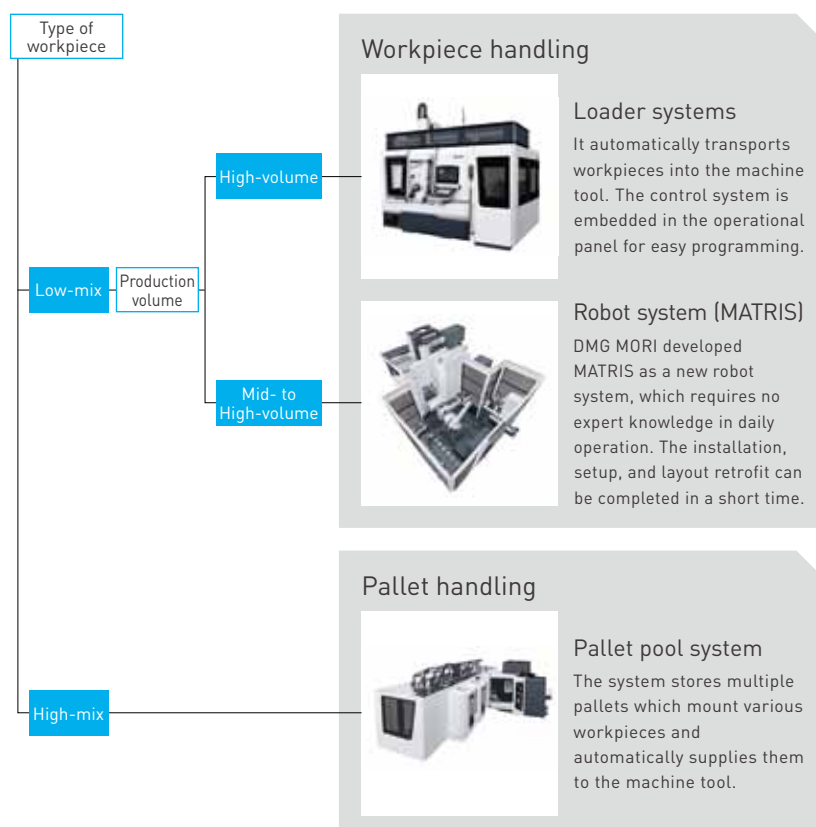 Type of
workpiece
Workpiece handling
Loader systems
It automatically transports
workpieces into the machine
tool. The control system is
embedded in the operational
panel for easy programming.
High-volume
Low-mix
Production
volume
Robot system (MATRIS)
DMG MORI developed
MATRIS as a new robot
system, which requires no
expert knowledge in daily
operation. The installation,
setup, and layout retrofit can
be completed in a short time.
Mid- to
High-volume
Pallet handling
Pallet pool system
The system stores multiple
pallets which mount various
workpieces and
automatically supplies them
to the machine tool.
High-mix